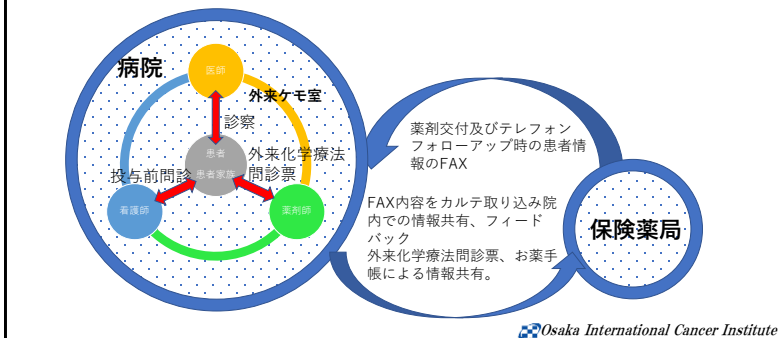 病院
医師
外来ケモ室
診察
患者
患者家族
外来化学療法
問診票
投与前問診
看護師
薬剤師
薬剤交付及びテレフォン
フォローアップ時の患者情
報のFAX
FAX内容をカルテ取り込み院
内での情報共有、フィード
バック
外来化学療法問診票、お薬手
帳による情報共有。
保険薬局
Osaka International Cancer Institute